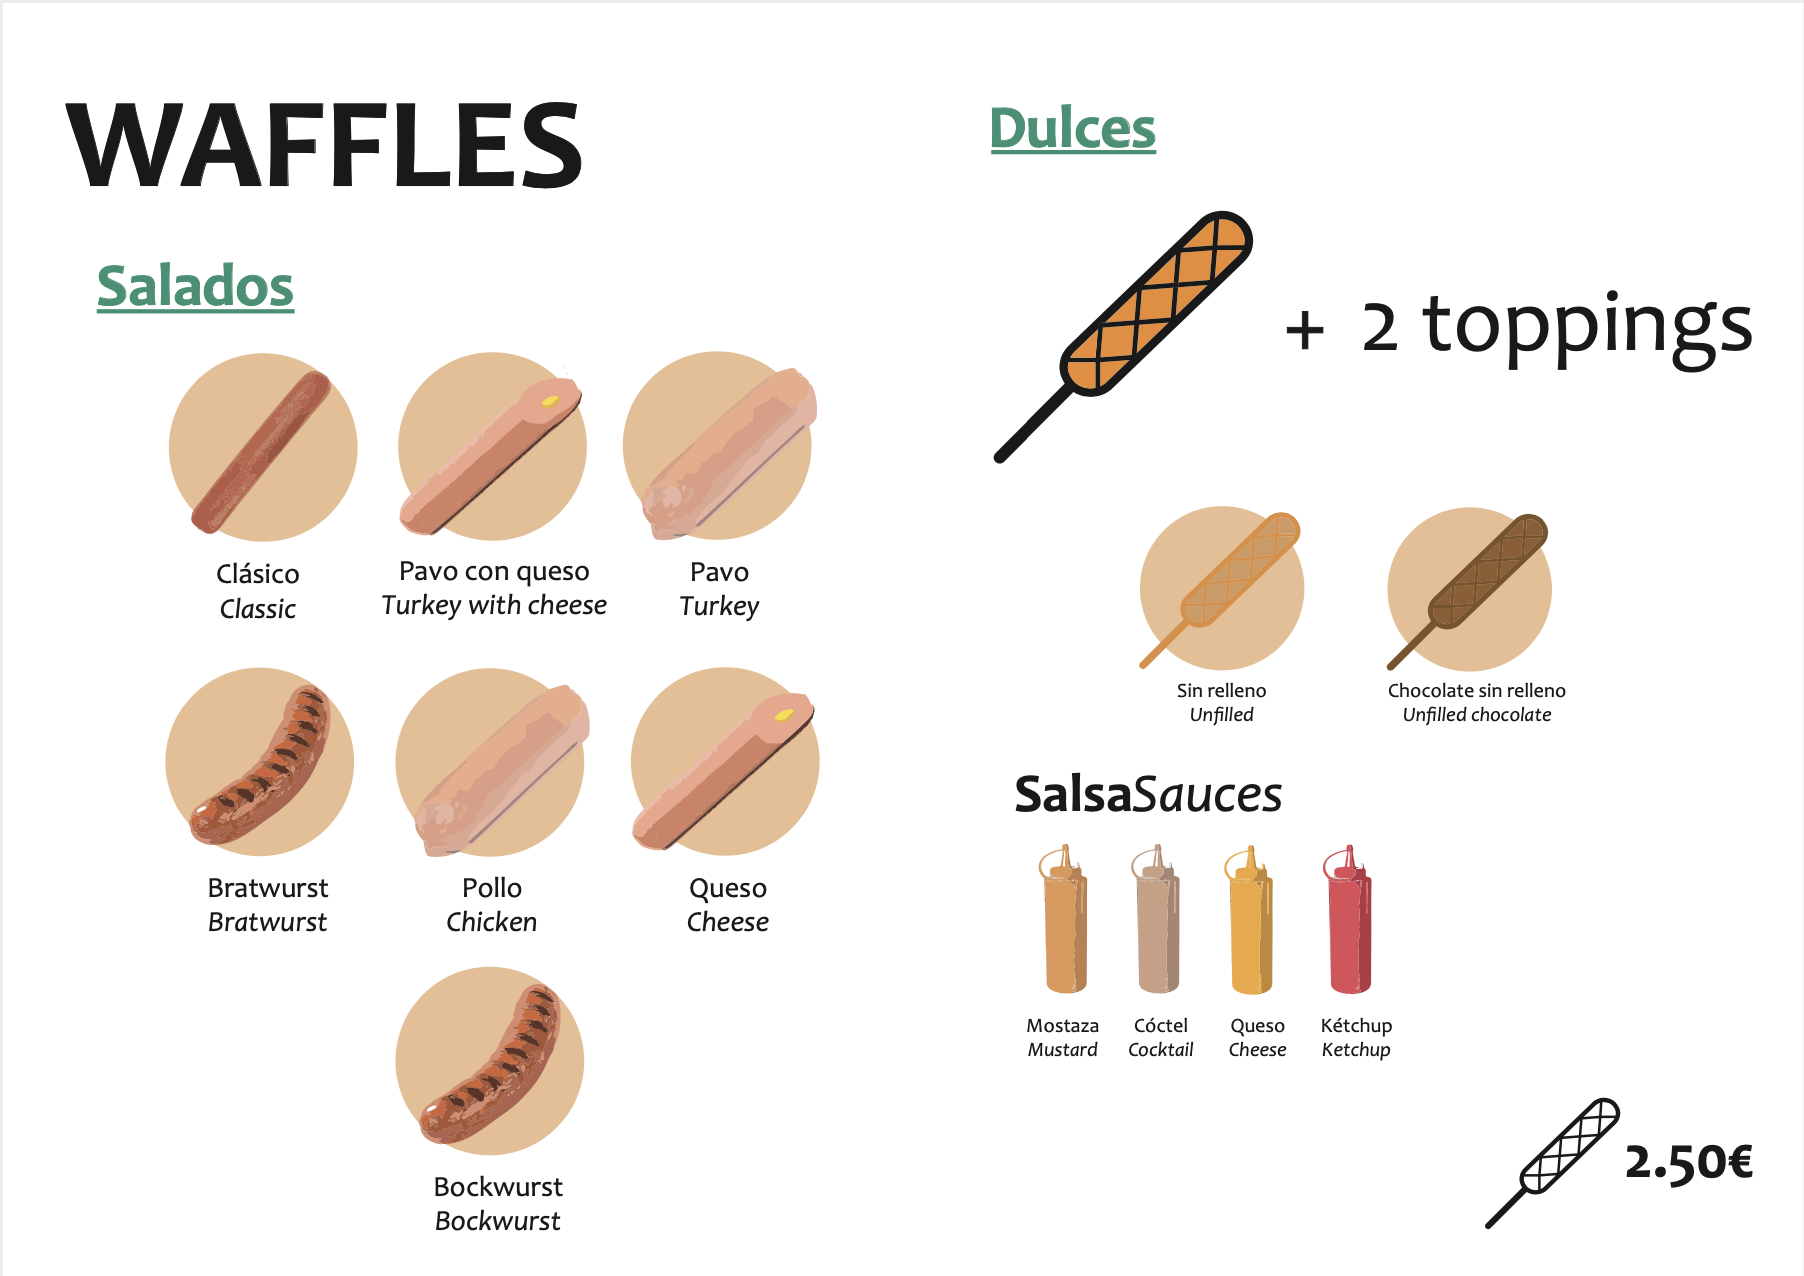 WAFFLES
Salados
Clásico
Classic
Pavo con queso
Turkey with cheese
Pavo
Turkey
Bratwurst
Bratwurst
Pollo
Chicken
Queso
Cheese
Bockwurst
Bockwurst
Dulces
+ 2 toppings
Sin relleno
Unfilled
Chocolate sin relleno
Unfilled chocolate
SalsaSauces
Mostaza
Mustard
Cóctel
Cocktail
Queso
Cheese
Kétchup
Ketchup
2.50€